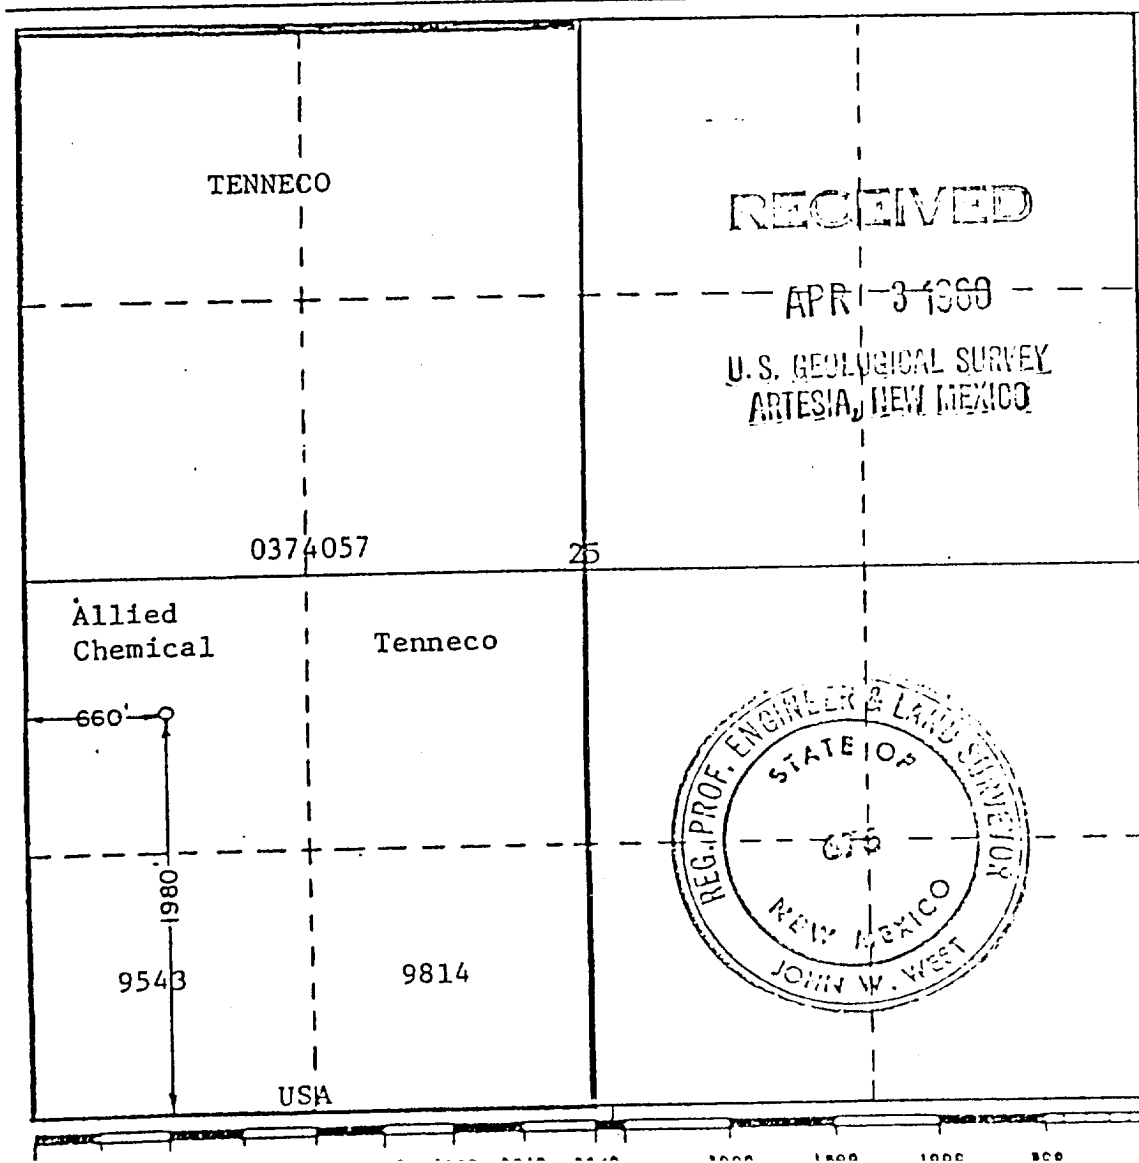 TENNECO
RECEIVED
APR - 3 1980
U.S. GEOLOGICAL SURVEY
ARTESIA, NEW MEXICO
0374057
25
Allied
Chemical
Tenneco
660'
1980'
REG. PROF. ENGINEER & LAND SURVEYOR
STATE OF
676
NEW MEXICO
JOHN W. WEST
9543
9814
USA